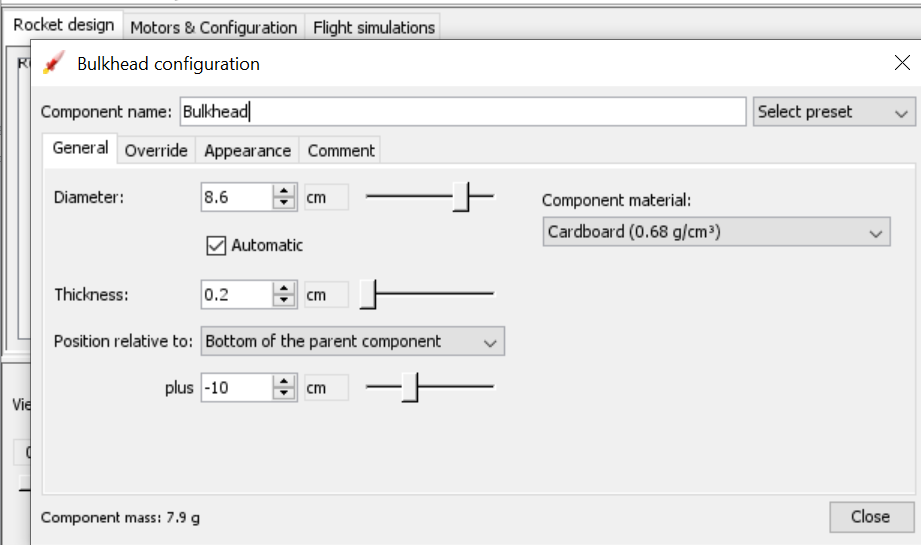 Rocket design Motors & Configuration Flight simulations
Bulkhead configuration
Component name: Bulkhead Select preset
General Override Appearance Comment
Diameter: 8.6 cm
Component material:
Automatic
Cardboard (0.68 g/cm³)
Thickness: 0.2 cm
Position relative to: Bottom of the parent component
plus -10 cm
Vie
Component mass: 7.9 g
Close